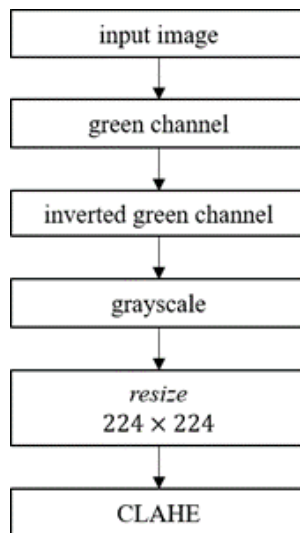 input image
green channel
inverted green channel
grayscale
resize
224 × 224
CLAHE